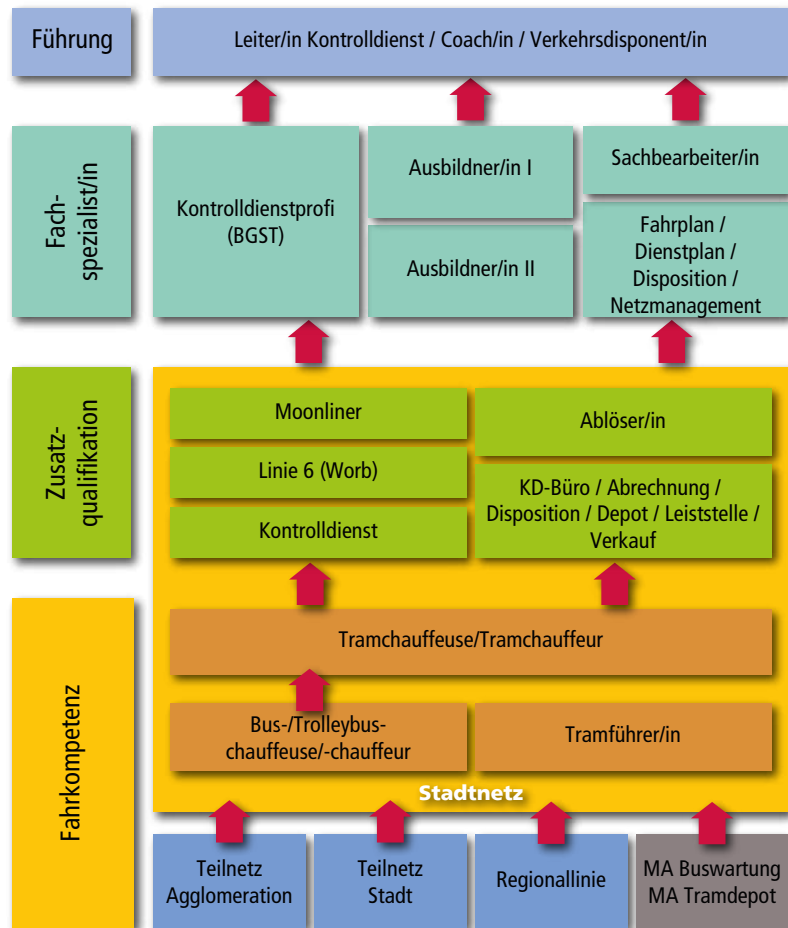 Führung
Leiter/in Kontrolldienst / Coach/in / Verkehrsdisponent/in
Fach-
spezialist/in
Kontrolldienstprofi
(BGST)
Ausbildner/in I
Ausbildner/in II
Sachbearbeiter/in
Fahrplan /
Dienstplan /
Disposition /
Netzmanagement
Zusatz-
qualifikation
Moonliner
Linie 6 (Worb)
Kontrolldienst
Ablöser/in
KD-Büro / Abrechnung /
Disposition / Depot / Leiststelle /
Verkauf
Fahrkompetenz
Tramchauffeuse/Tramchauffeur
Bus-/Trolleybus-
chauffeuse/-chauffeur
Tramführer/in
Stadtnetz
Teilnetz
Agglomeration
Teilnetz
Stadt
Regionallinie
MA Buswartung
MA Tramdepot